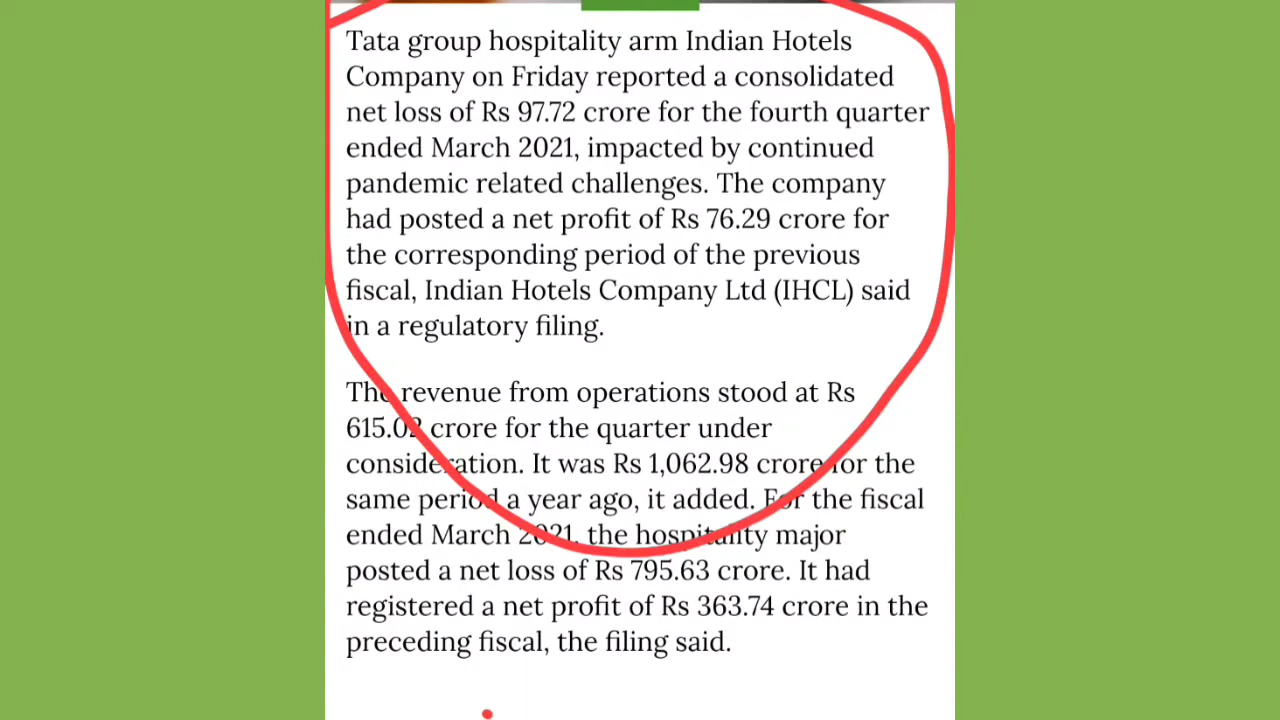 Tata group hospitality arm Indian Hotels
Company on Friday reported a consolidated
net loss of Rs 97.72 crore for the fourth quarter
ended March 2021, impacted by continued
pandemic related challenges. The company
had posted a net profit of Rs 76.29 crore for
the corresponding period of the previous
fiscal, Indian Hotels Company Ltd (IHCL) said
in a regulatory filing.
The revenue from operations stood at Rs
615.02 crore for the quarter under
consideration. It was Rs 1,062.98 crore for the
same period a year ago, it added. For the fiscal
ended March 2021, the hospitality major
posted a net loss of Rs 795.63 crore. It had
registered a net profit of Rs 363.74 crore in the
preceding fiscal, the filing said.